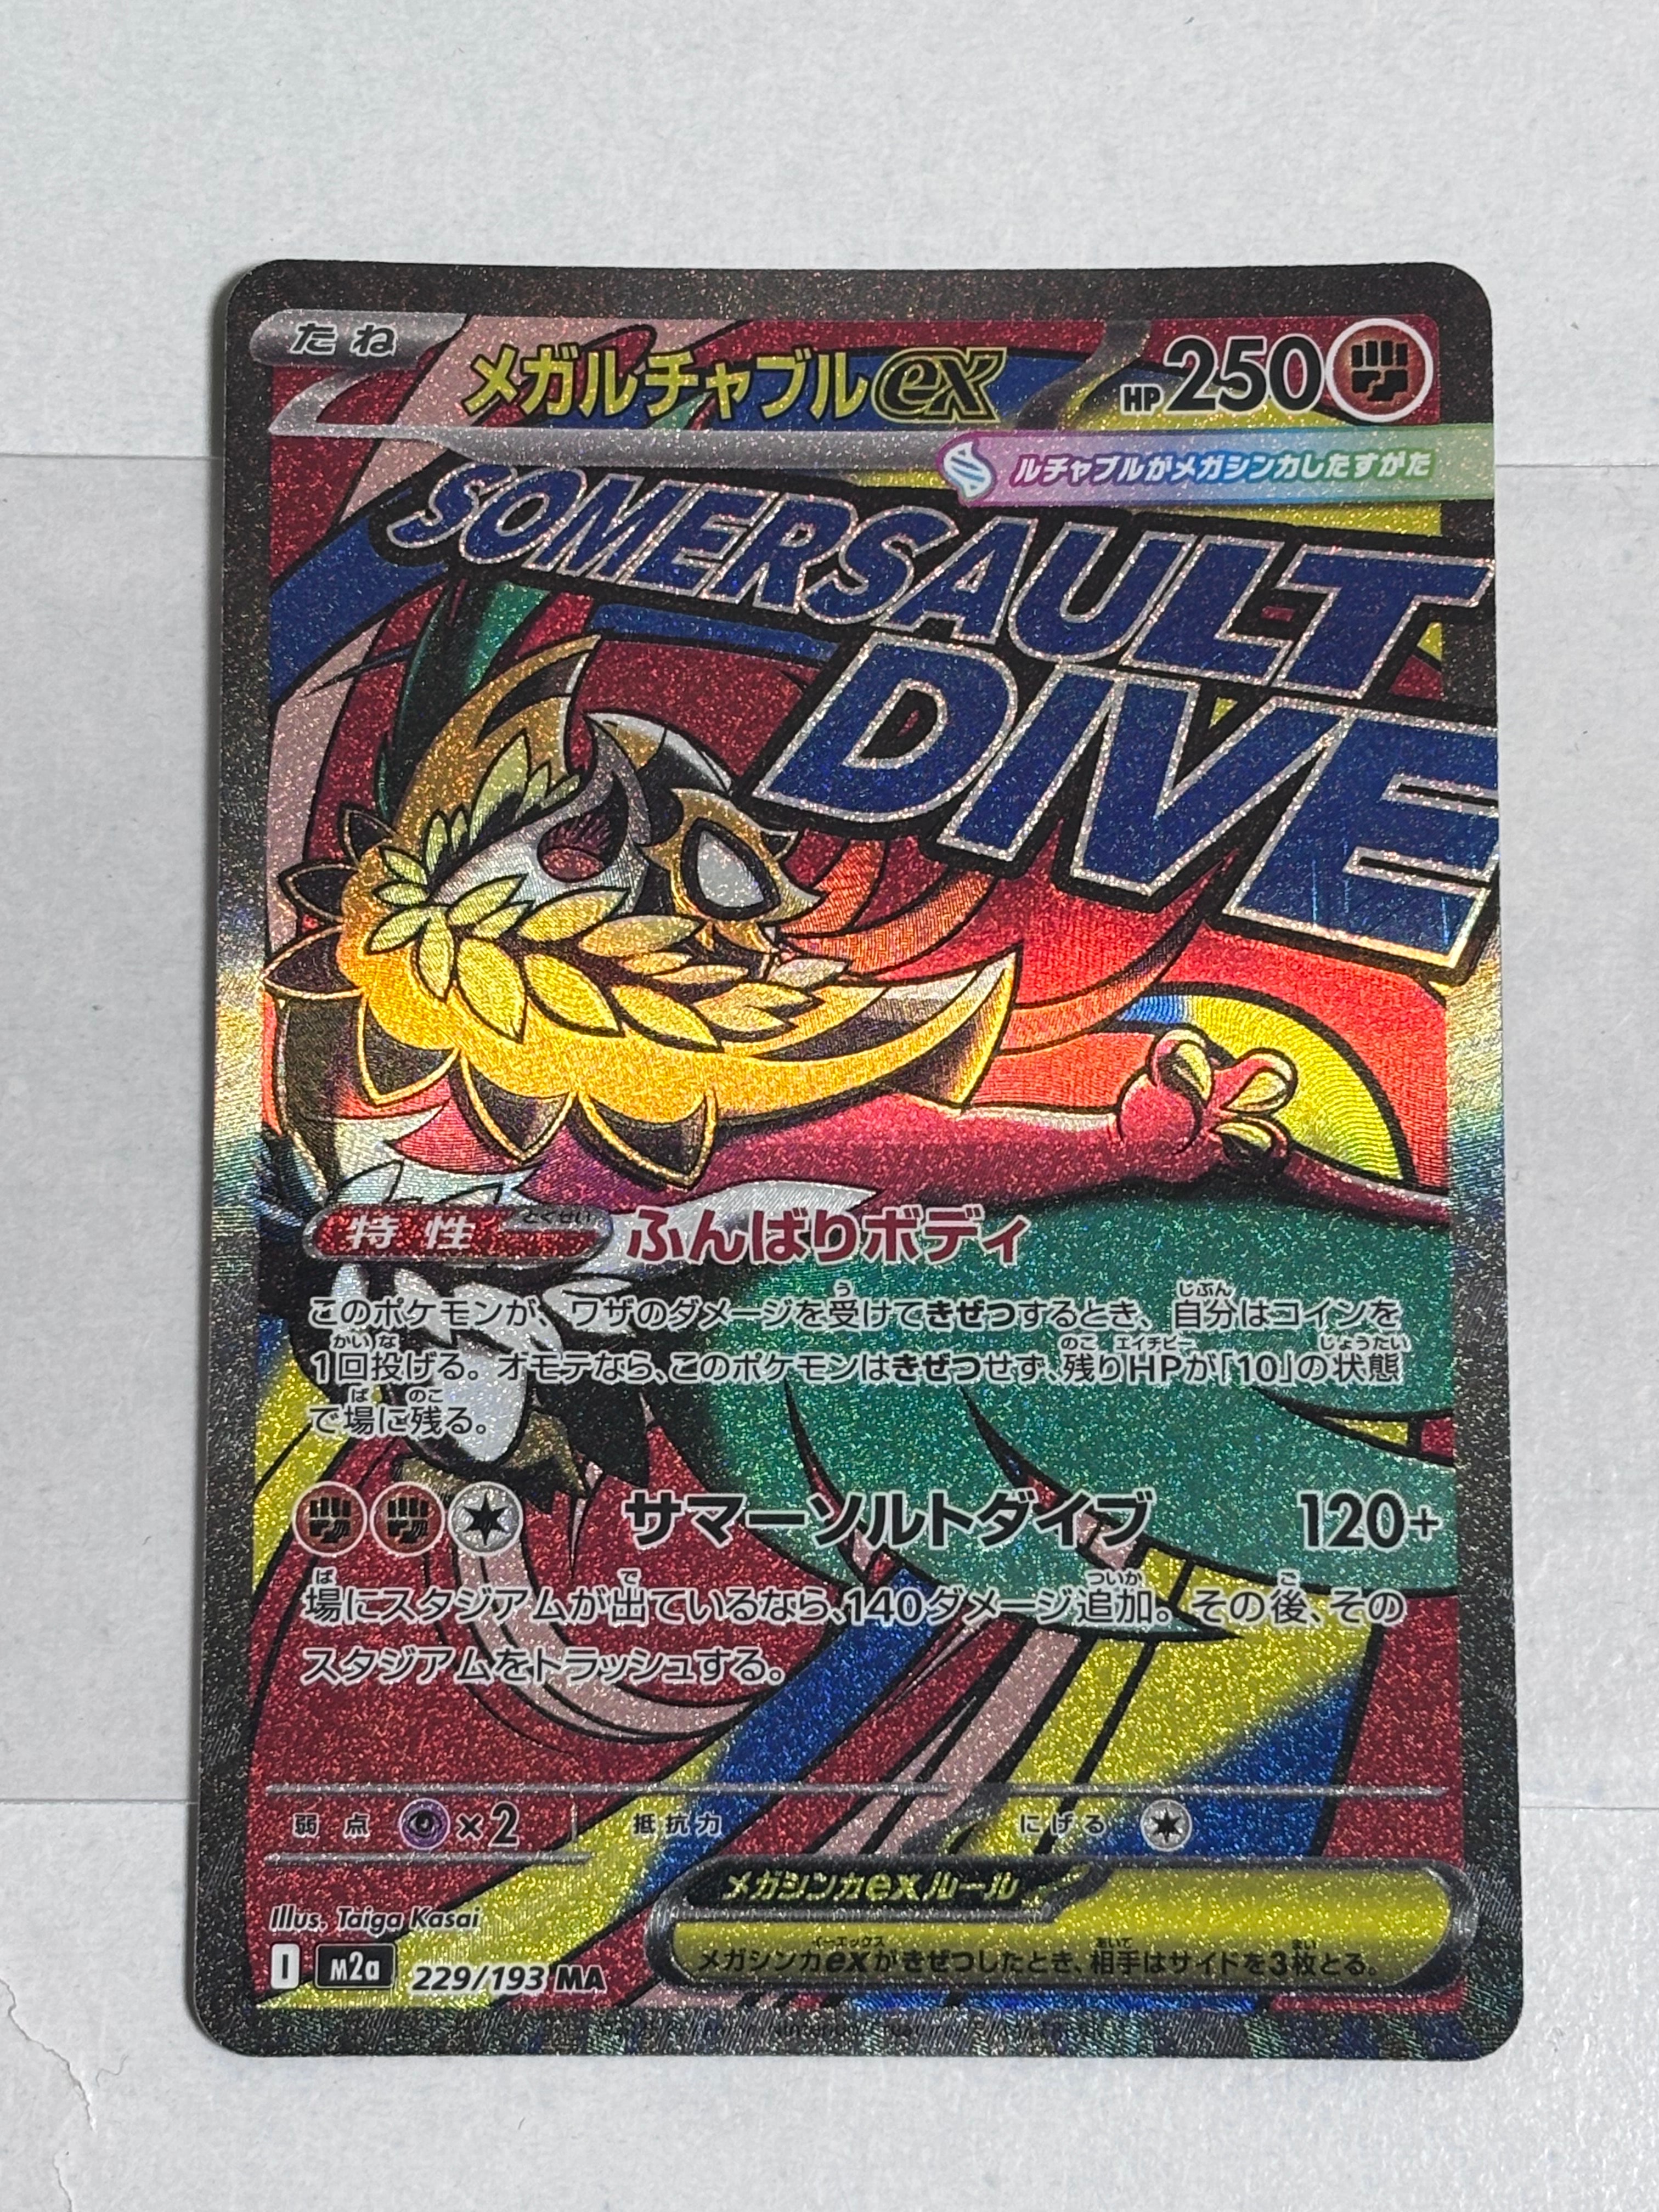 たね
メガルチャブルex HP250
ルチャブルがメガシンカしたすがた
SOMERSAULT
DIVE
特性 とくせい ふんばりボディ
このポケモンが、ワザのダメージを受けてきぜつするとき、自分はコインを
1回投げる。オモテなら、このポケモンはきぜつせず、残りHPが「10」の状態
で場に残る。
サマーソルトダイブ 120+
場にスタジアムが出ているなら、140ダメージ追加。その後、その
スタジアムをトラッシュする。
弱点 ×2 抵抗力 にげる
メガシンカexルール
メガシンカexがきぜつしたとき、相手はサイドを3枚とる。
Illus. Taiga Kasai
I m2a 229/193 MA